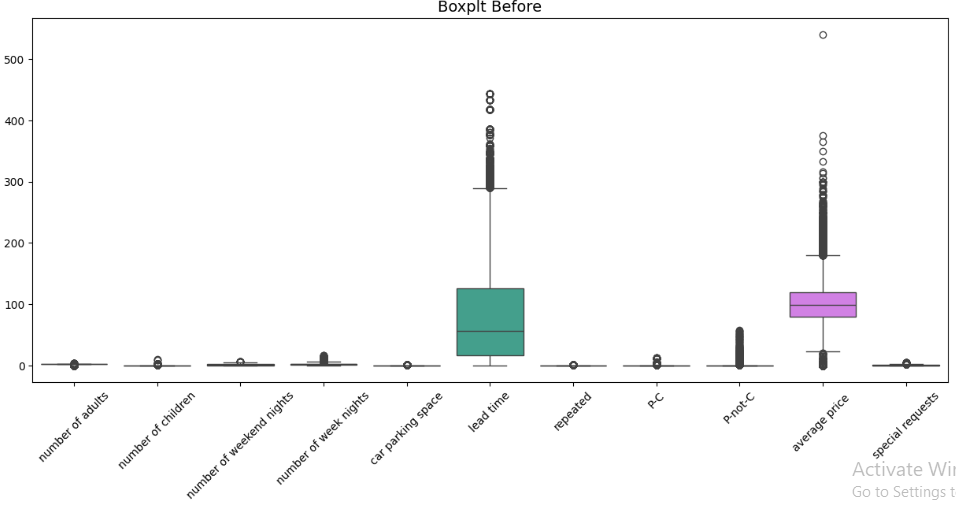 Boxplt Before
500
400
300
200
100
0
number of adults
number of children
number of weekend nights
number of week nights
car parking space
lead time
repeated
P-C
P-not-C
average price
special requests
Activate Wi
Go to Settings t